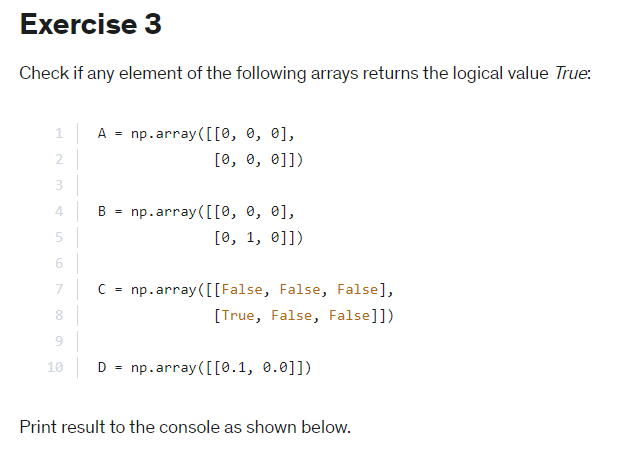 Exercise 3
Check if any element of the following arrays returns the logical value True:
1 A = np.array([[0, 0, 0],
2               [0, 0, 0]])
3
4 B = np.array([[0, 0, 0],
5               [0, 1, 0]])
6
7 C = np.array([[False, False, False],
8               [True, False, False]])
9
10 D = np.array([[0.1, 0.0]])
Print result to the console as shown below.